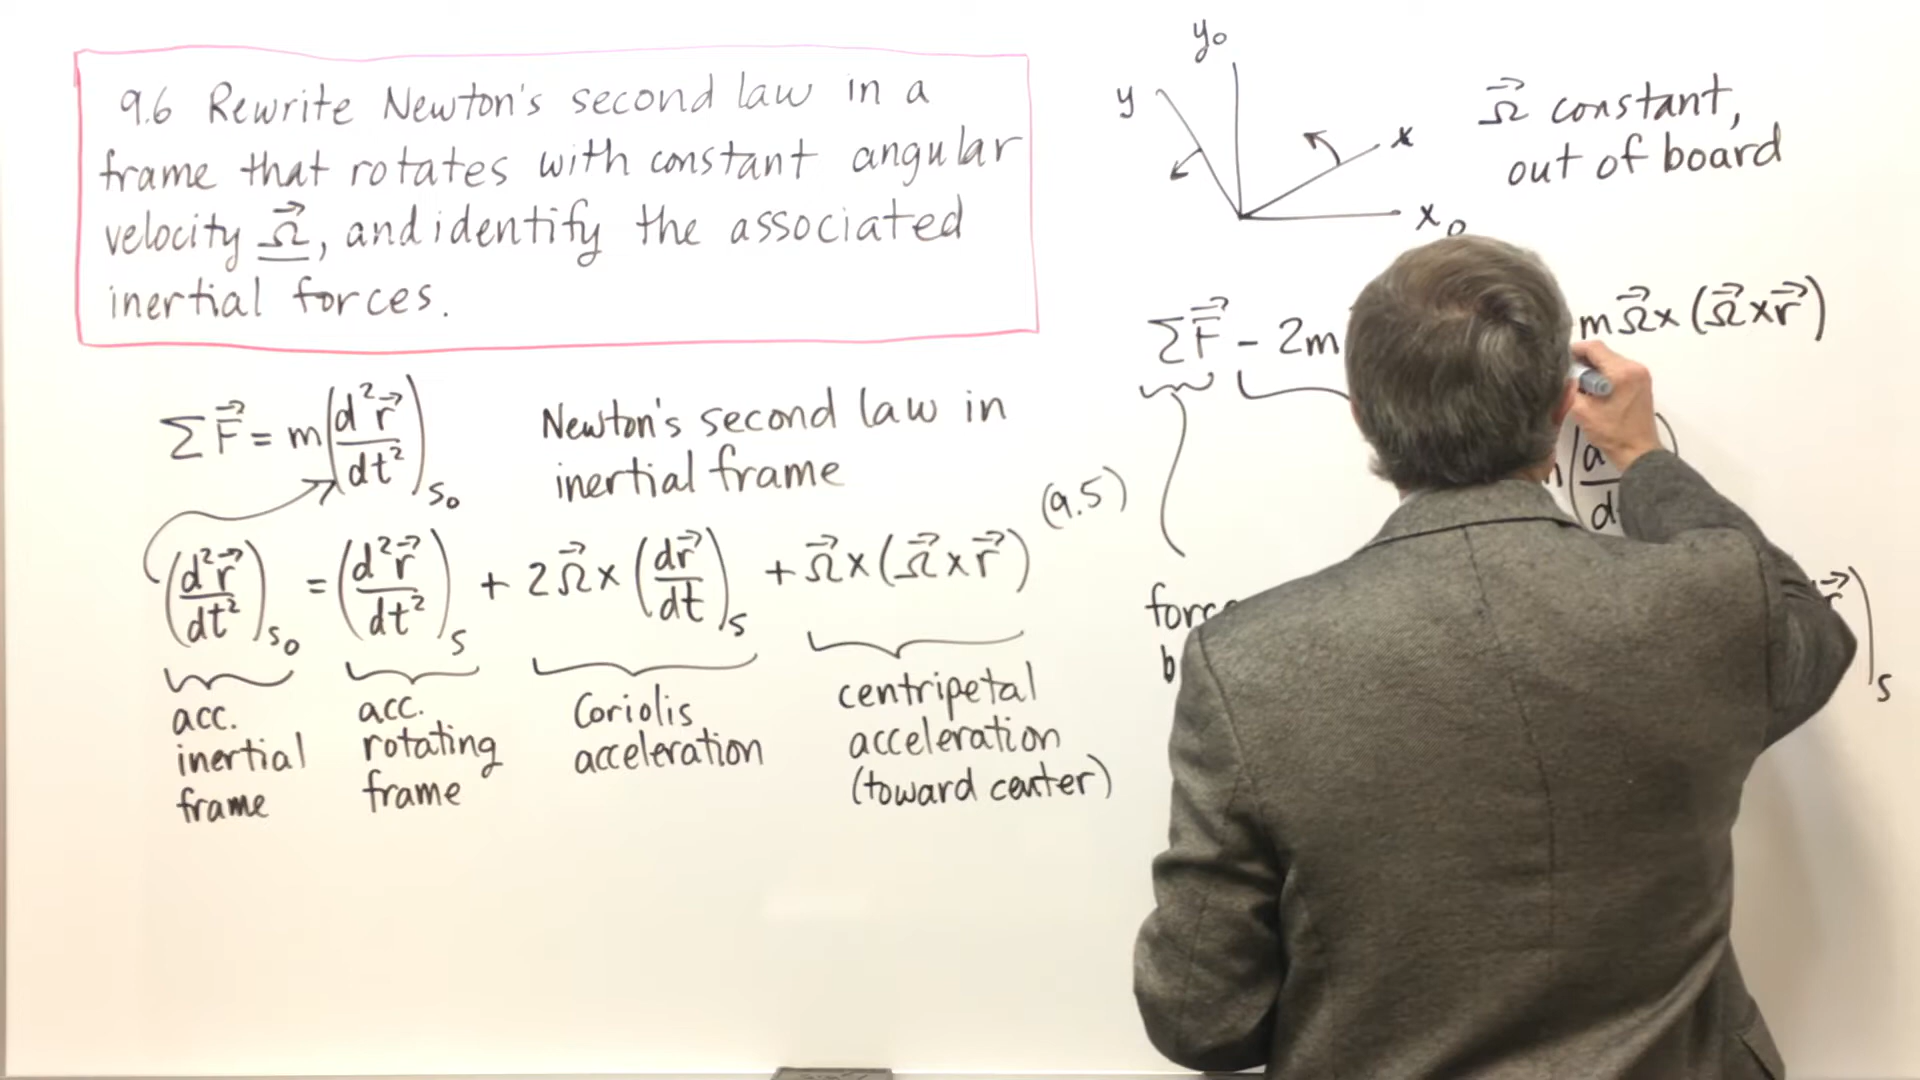 9.6 Rewrite Newton's second law in a
frame that rotates with constant angular
velocity Ω⃗, and identify the associated
inertial forces.
ΣF⃗ = m(d²r⃗/dt²)S₀
Newton's second law in
inertial frame
(9.5)
(d²r⃗/dt²)S₀ = (d²r⃗/dt²)S + 2Ω⃗×(dr⃗/dt)S + Ω⃗×(Ω⃗×r⃗)
acc.
inertial
frame
acc.
rotating
frame
Coriolis
acceleration
centripetal
acceleration
(toward center)
y₀
y
x
x₀
Ω⃗ constant,
out of board
ΣF⃗ - 2m
mΩ⃗×(Ω⃗×r⃗)
S